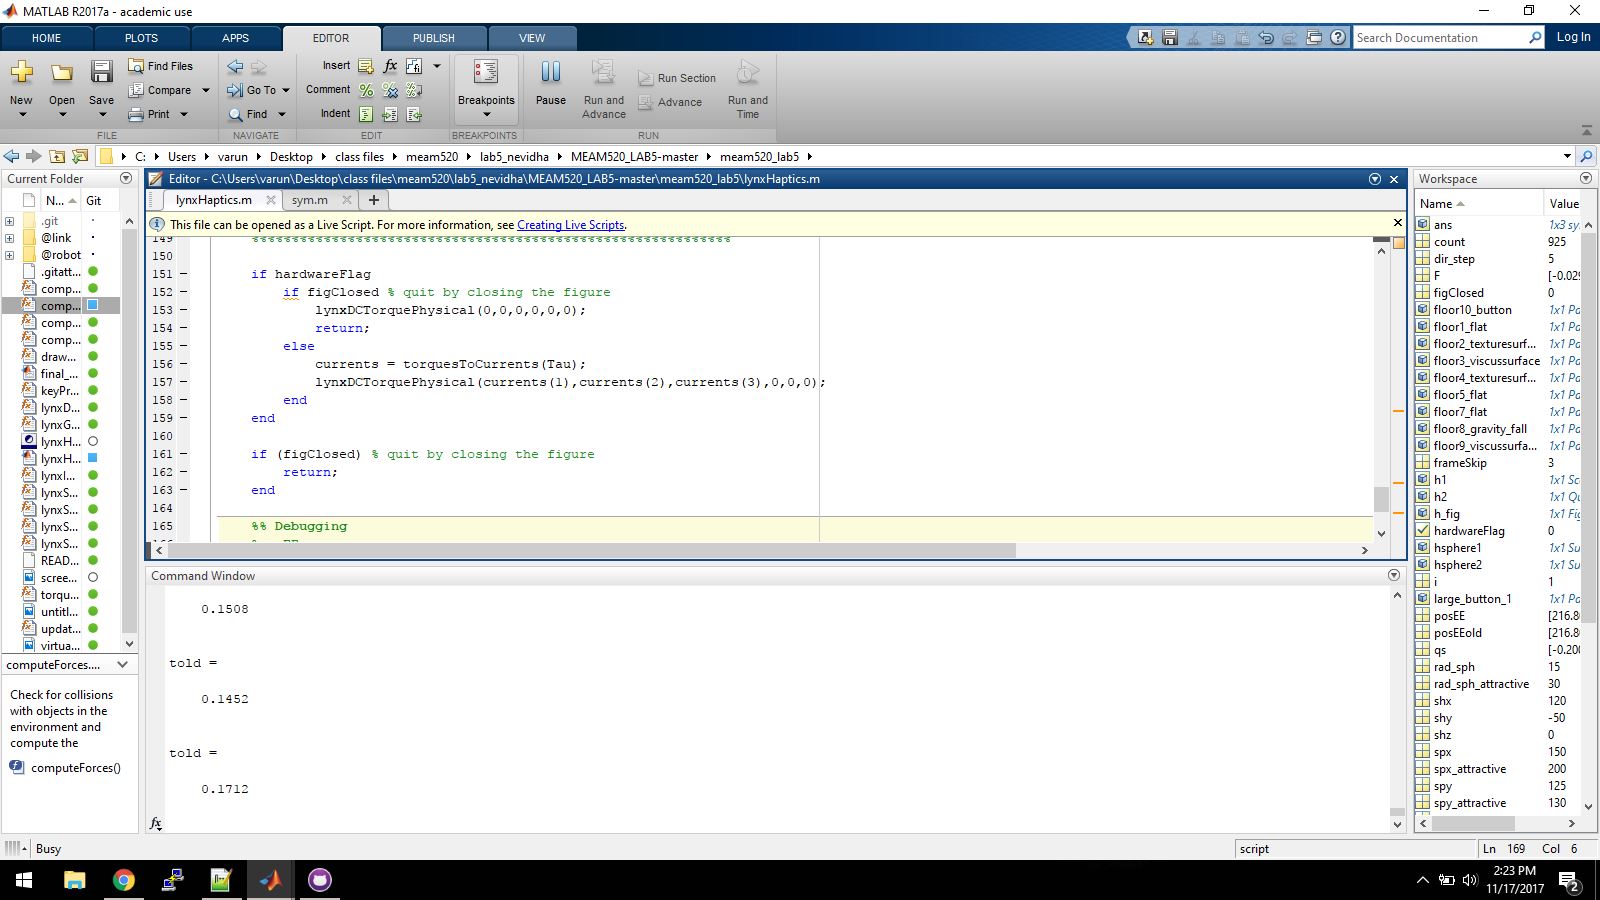 MATLAB R2017a - academic use
HOME PLOTS APPS EDITOR PUBLISH VIEW
Search Documentation Log In
New Open Save Find Files Compare Print
Go To Find
Insert fx Comment Indent
Breakpoints
Pause Run and Advance Run Section Advance Run and Time
FILE NAVIGATE EDIT BREAKPOINTS RUN
C: Users varun Desktop class files meam520 lab5_nevidha MEAM520_LAB5-master meam520_lab5
Current Folder
N... Git
.git
@link
@robot
.gitatt...
comp...
comp...
comp...
comp...
draw...
final_...
keyPr...
lynxD...
lynxG...
lynxH...
lynxH...
lynxI...
lynxS...
lynxS...
lynxS...
lynxS...
READ...
scree...
torqu...
untitl...
updat...
virtua...
computeForces....
Check for collisions
with objects in the
environment and
compute the
computeForces()
Editor - C:\Users\varun\Desktop\class files\meam520\lab5_nevidha\MEAM520_LAB5-master\meam520_lab5\lynxHaptics.m
lynxHaptics.m sym.m
This file can be opened as a Live Script. For more information, see Creating Live Scripts.
150
151 if hardwareFlag
152 if figClosed % quit by closing the figure
153 lynxDCTorquePhysical(0,0,0,0,0,0);
154 return;
155 else
156 currents = torquesToCurrents(Tau);
157 lynxDCTorquePhysical(currents(1),currents(2),currents(3),0,0,0);
158 end
159 end
160
161 if (figClosed) % quit by closing the figure
162 return;
163 end
164
165 %% Debugging
Command Window
0.1508
told =
0.1452
told =
0.1712
fx
Workspace
Name Value
ans 1x3 sy
count 925
dir_step 5
F [-0.029
figClosed 0
floor10_button 1x1 Pa
floor1_flat 1x1 Pa
floor2_texturesurf... 1x1 Pa
floor3_viscussurface 1x1 Pa
floor4_texturesurf... 1x1 Pa
floor5_flat 1x1 Pa
floor7_flat 1x1 Pa
floor8_gravity_fall 1x1 Pa
floor9_viscussurfa... 1x1 Pa
frameSkip 3
h1 1x1 Sc
h2 1x1 Qu
h_fig 1x1 Fig
hardwareFlag 0
hsphere1 1x1 Su
hsphere2 1x1 Su
i 1
large_button_1 1x1 Pa
posEE [216.80
posEEold [216.80
qs [-0.200
rad_sph 15
rad_sph_attractive 30
shx 120
shy -50
shz 0
spx 150
spx_attractive 200
spy 125
spy_attractive 130
Busy script Ln 169 Col 6
2:23 PM
11/17/2017
2